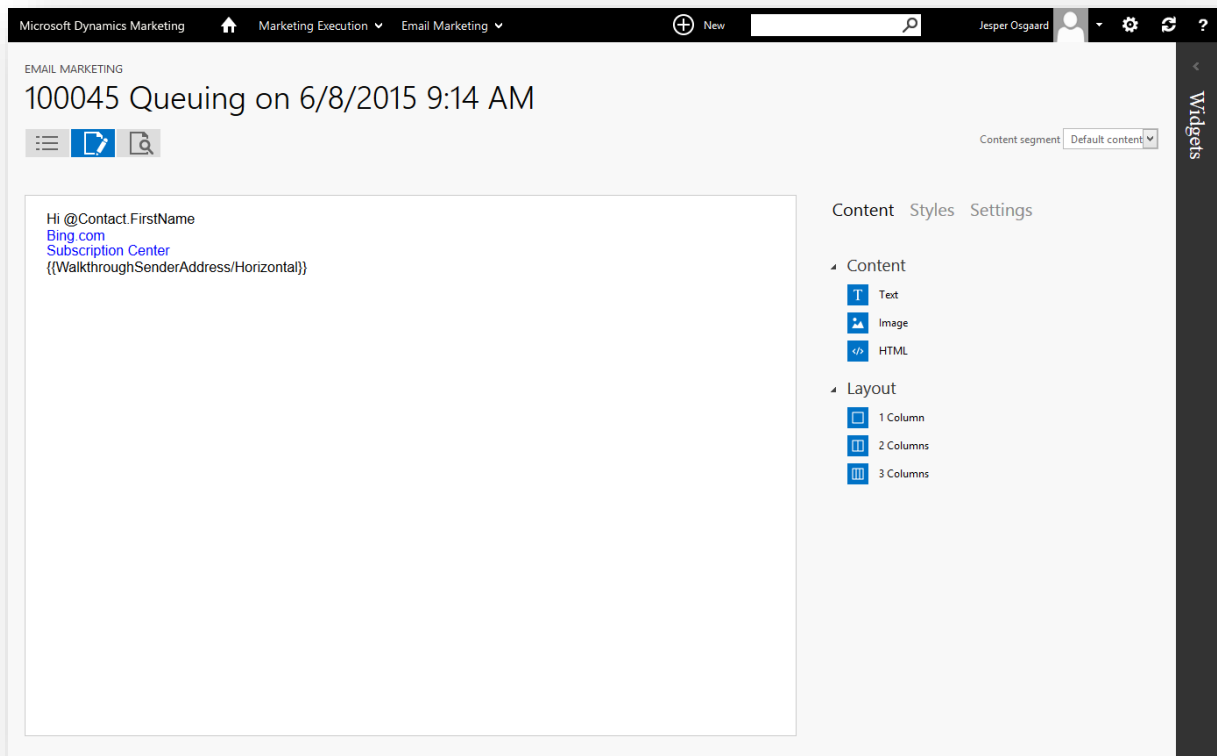 Microsoft Dynamics Marketing Marketing Execution Email Marketing New Jesper Osgaard ?
EMAIL MARKETING
100045 Queuing on 6/8/2015 9:14 AM
Content segment Default content
Widgets
Hi @Contact.FirstName
Bing.com
Subscription Center
{{WalkthroughSenderAddress/Horizontal}}
Content Styles Settings
Content
T Text
Image
</> HTML
Layout
1 Column
2 Columns
3 Columns